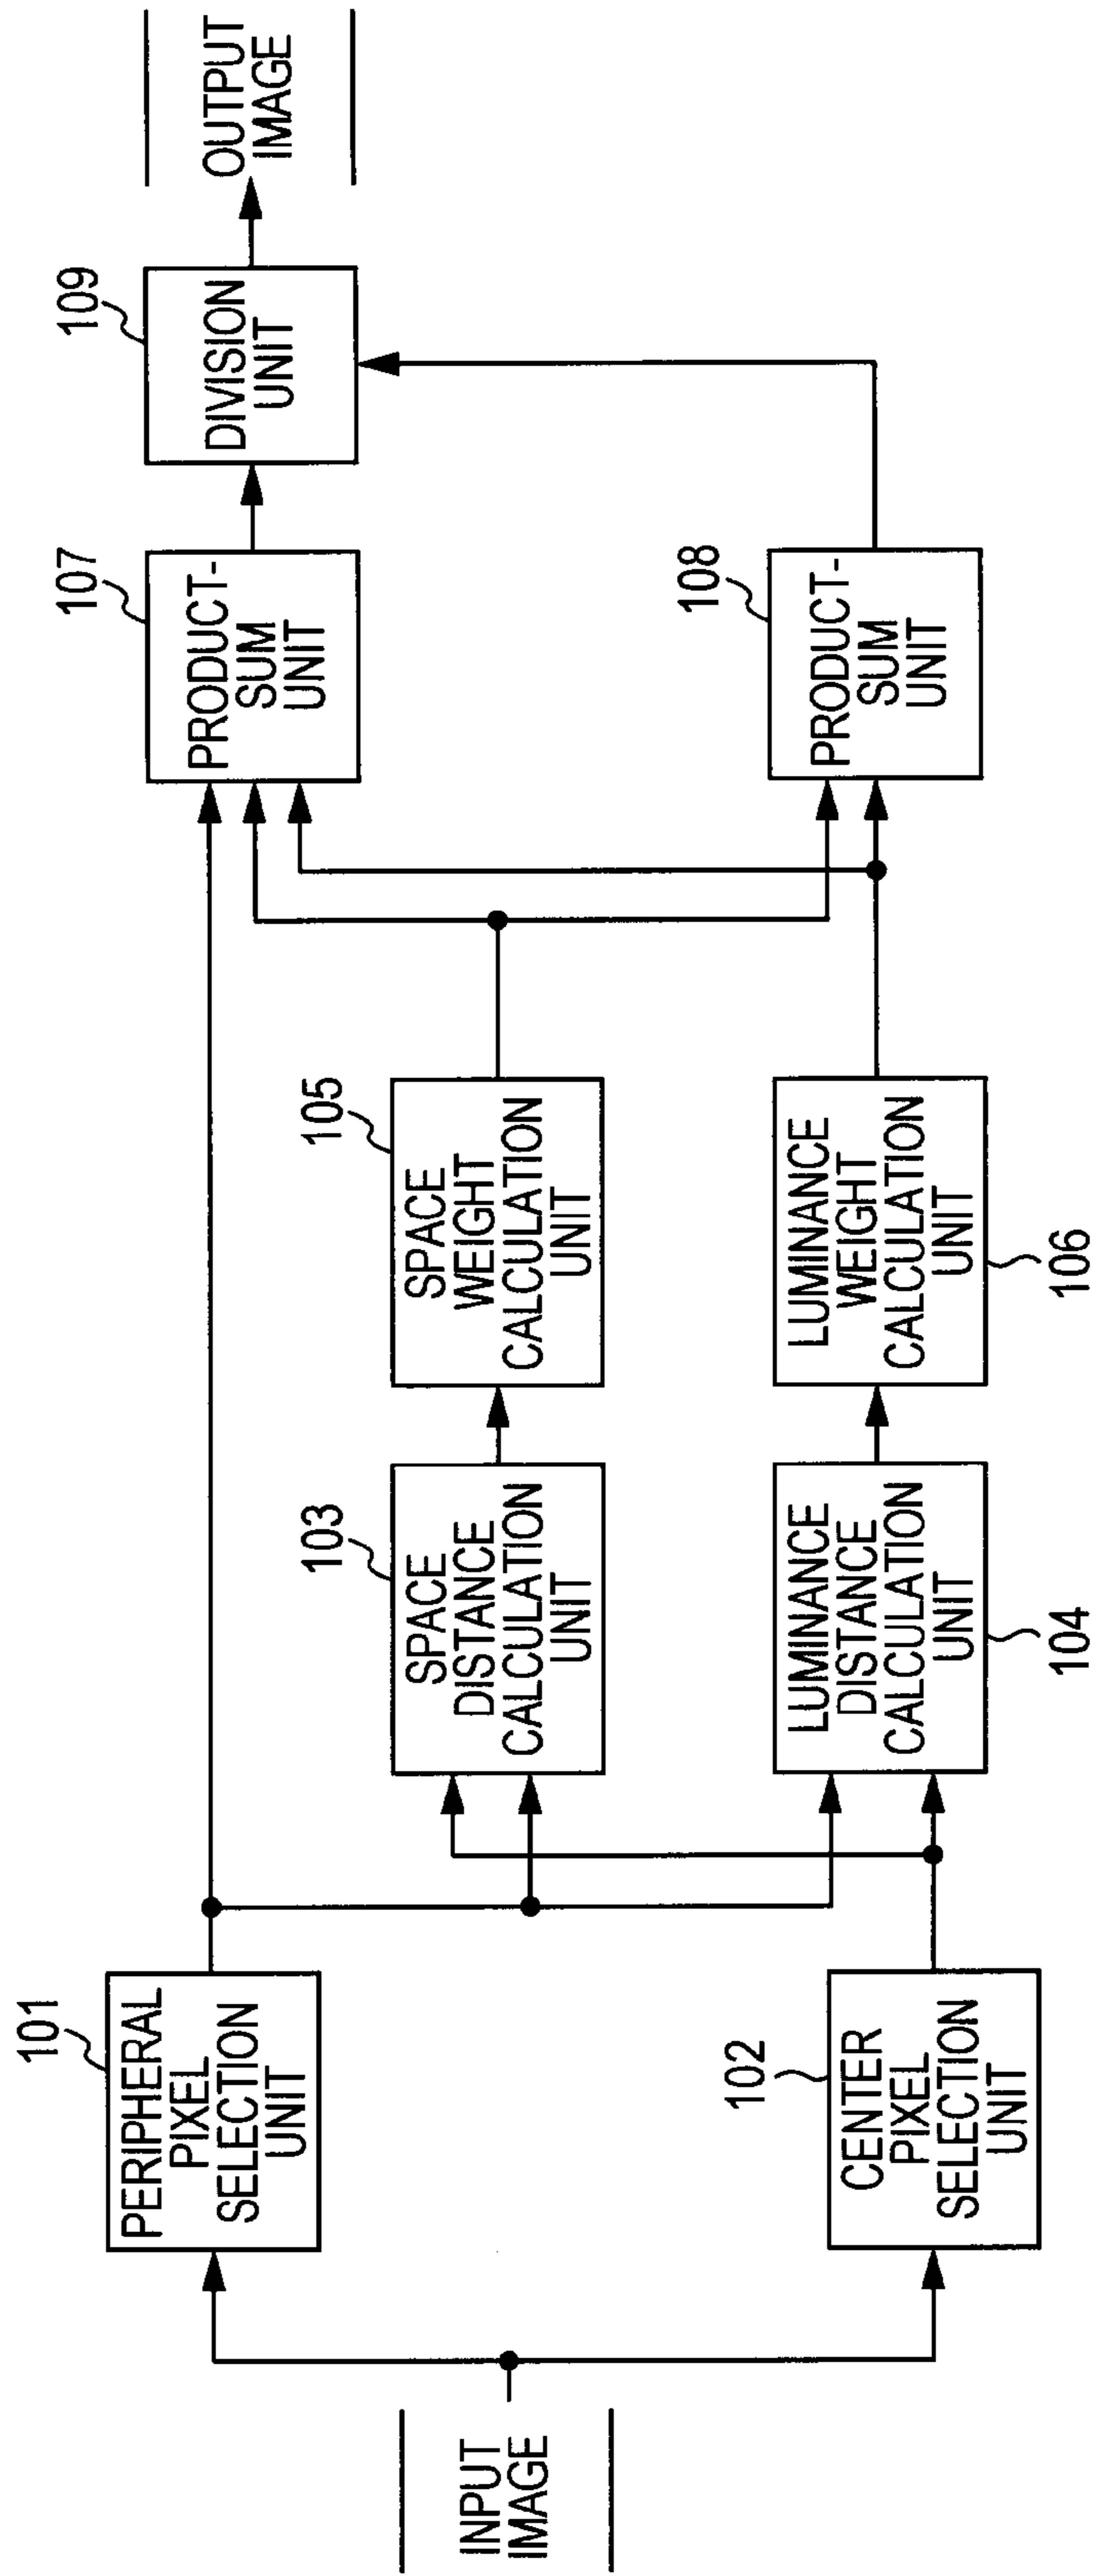 INPUT
IMAGE
101
PERIPHERAL
PIXEL
SELECTION
UNIT
102
CENTER
PIXEL
SELECTION
UNIT
103
SPACE
DISTANCE
CALCULATION
UNIT
LUMINANCE
DISTANCE
CALCULATION
UNIT
104
105
SPACE
WEIGHT
CALCULATION
UNIT
LUMINANCE
WEIGHT
CALCULATION
UNIT
106
107
PRODUCT-
SUM
UNIT
108
PRODUCT-
SUM
UNIT
109
DIVISION
UNIT
OUTPUT
IMAGE